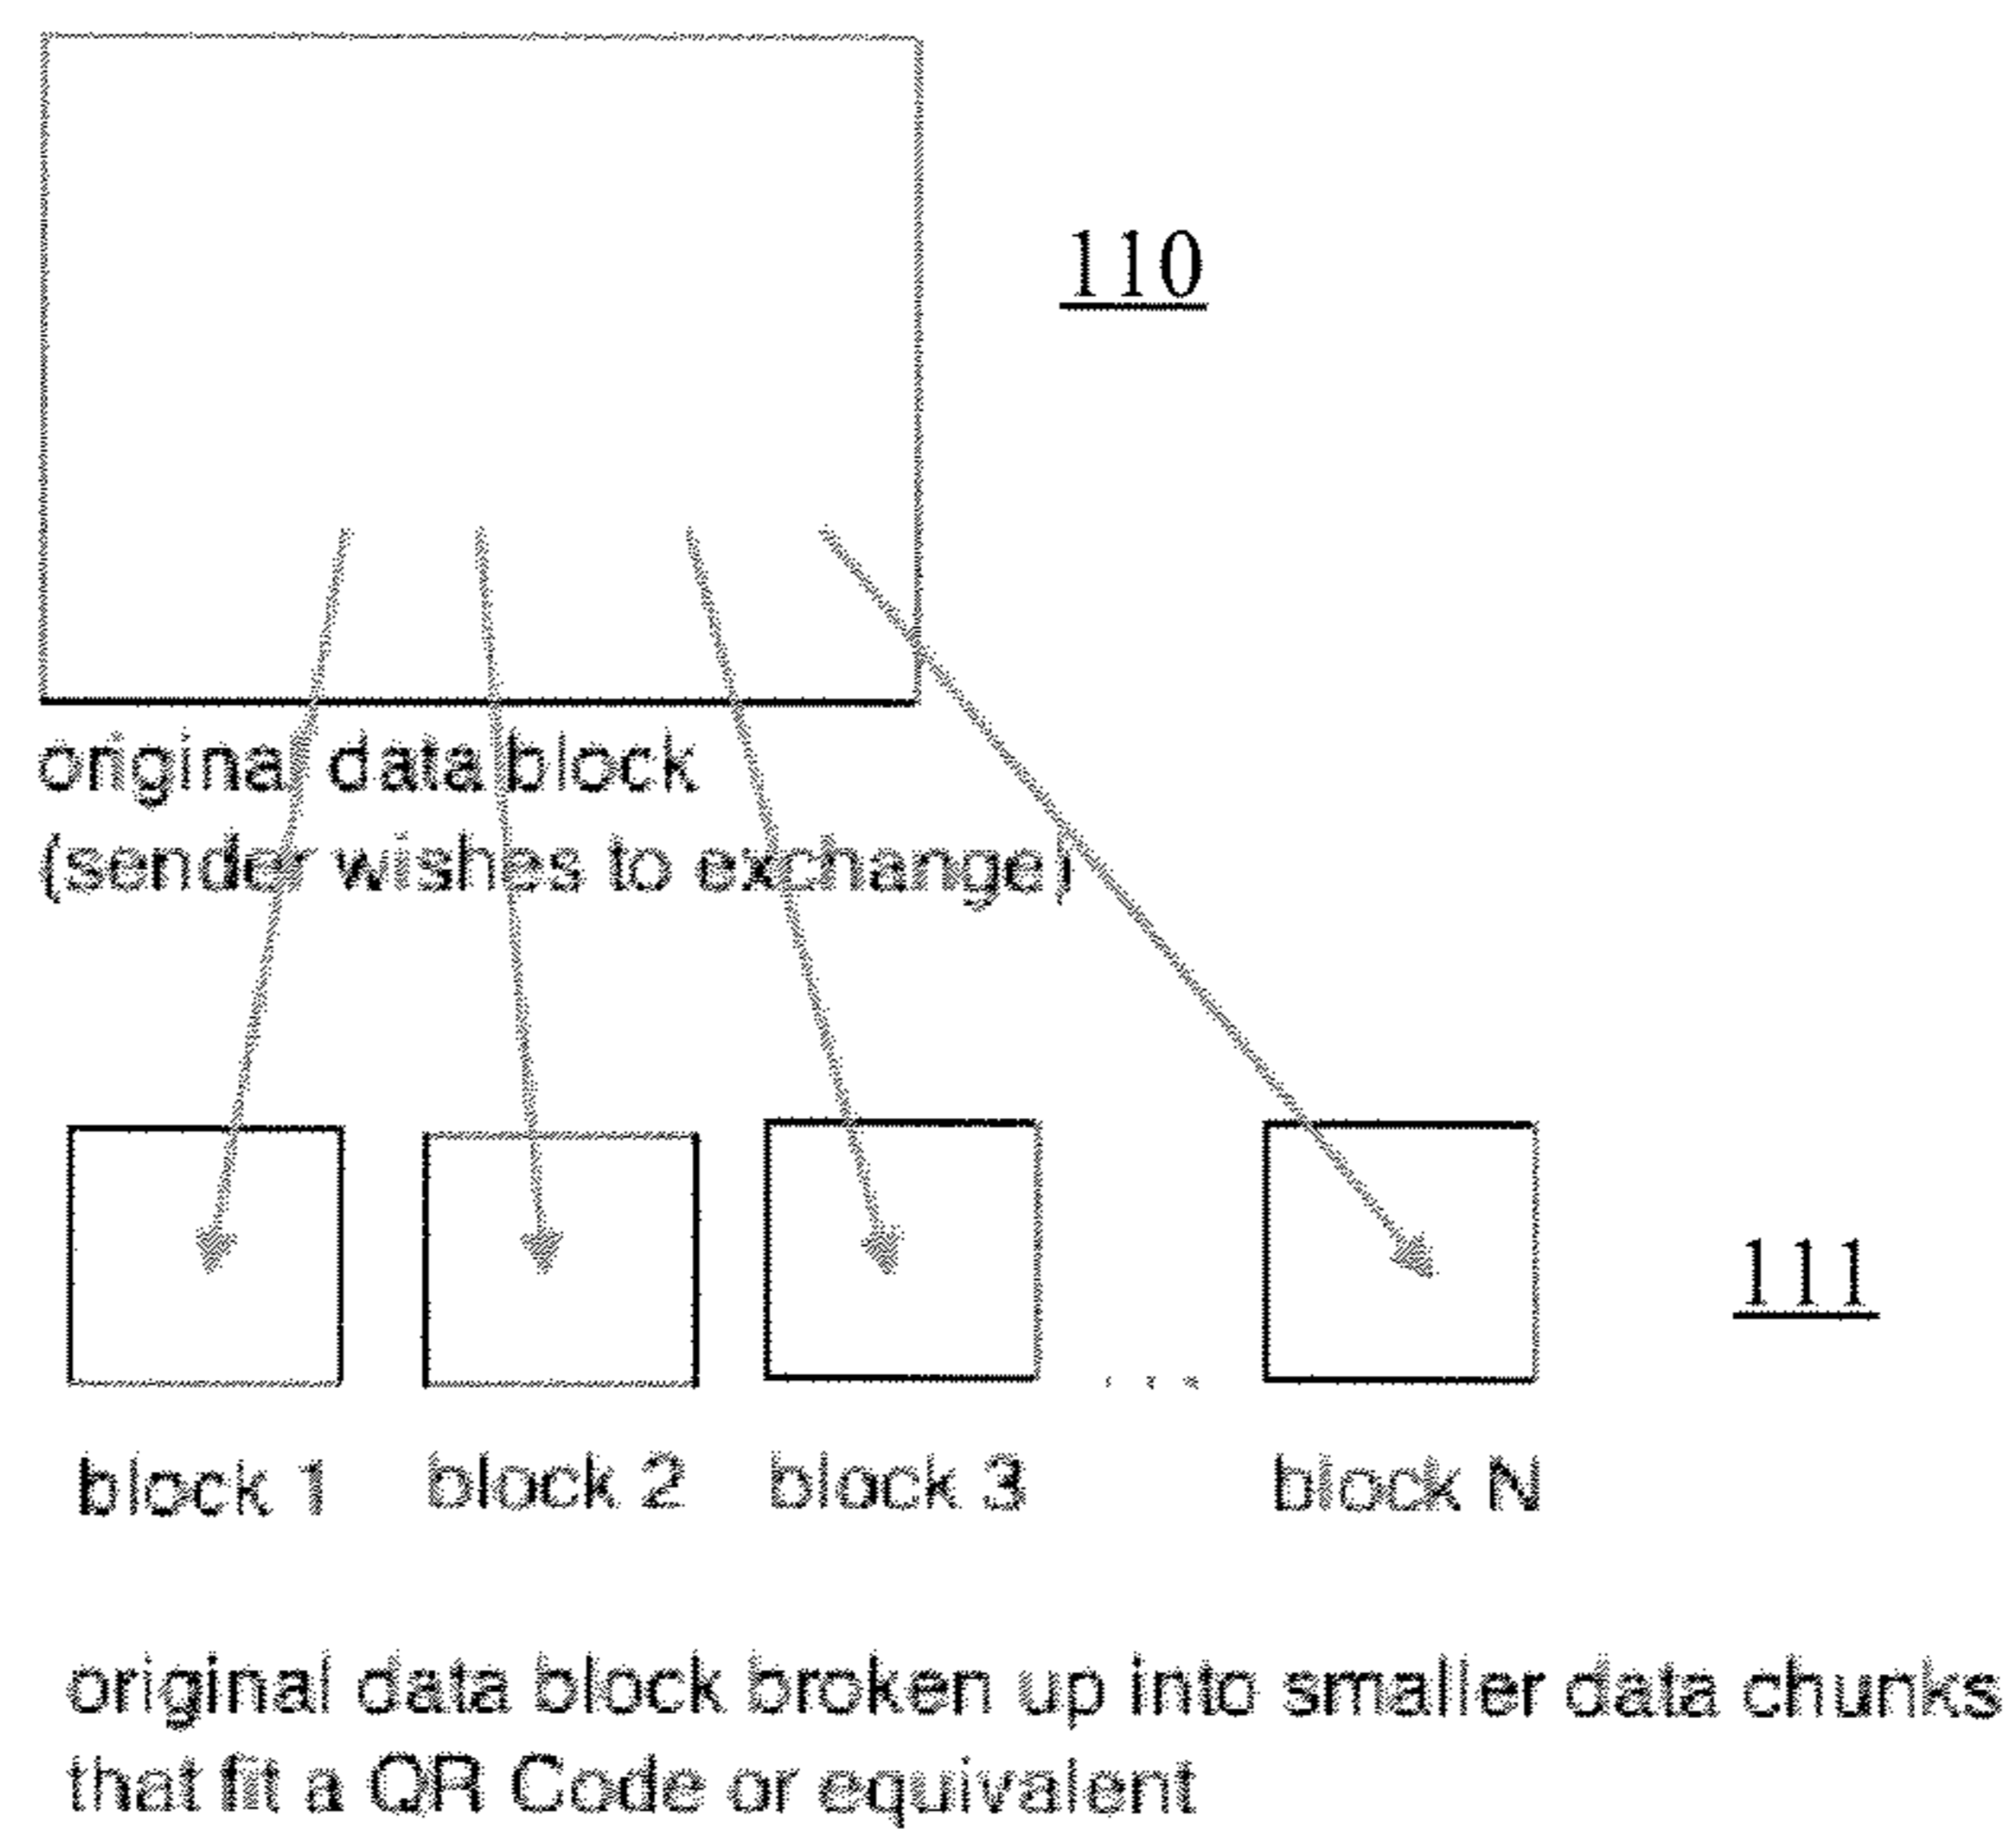 110
original data block
(sender wishes to exchange)
...
111
block 1 block 2 block 3 block N
original data block broken up into smaller data chunks
that fit a QR Code or equivalent